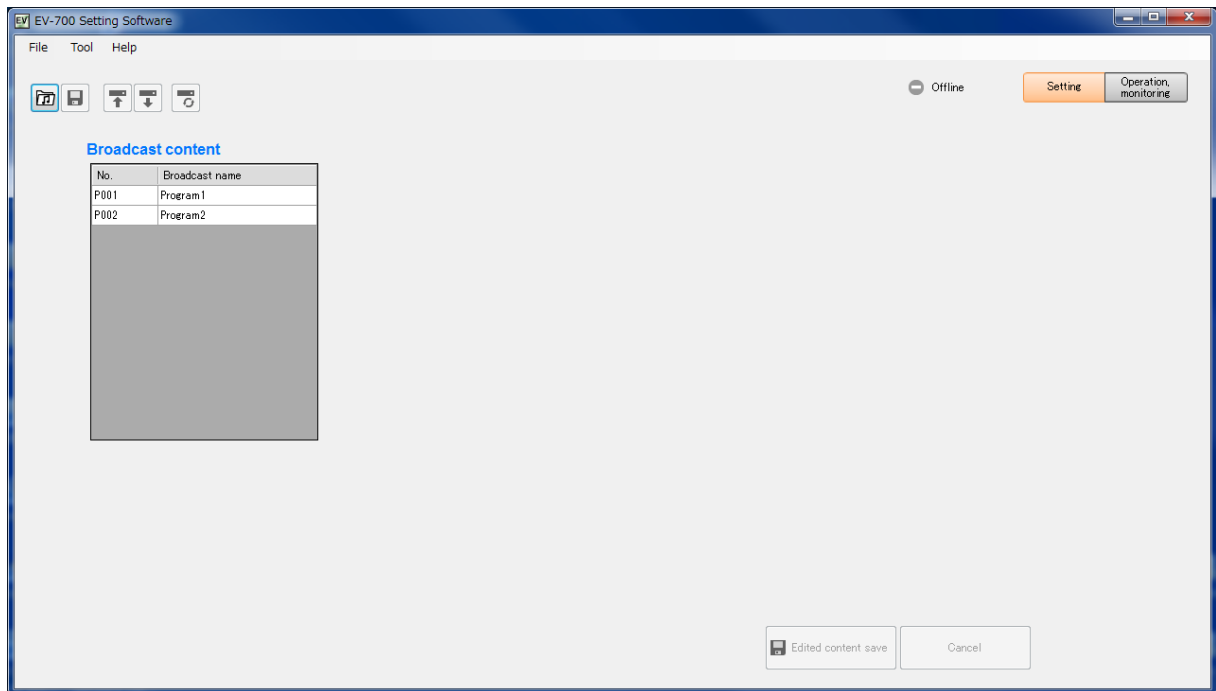 EV EV-700 Setting Software
File Tool Help
Offline
Setting
Operation,
monitoring
Broadcast content
No. Broadcast name
P001 Program1
P002 Program2
Edited content save
Cancel